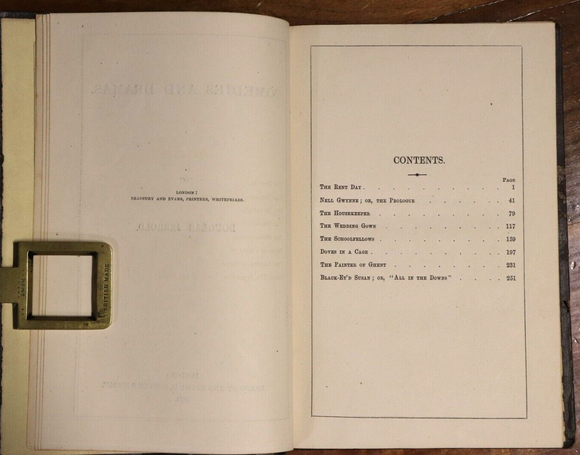 LONDON:
BRADBURY AND EVANS, PRINTERS, WHITEFRIARS.
BRITISH MADE
CONTENTS.
PAGE
THE RENT DAY . . . . . . . . 1
NELL GWYNNE; OR, THE PROLOGUE . . . . . 41
THE HOUSEKEEPER . . . . . . . 79
THE WEDDING GOWN . . . . . . . 117
THE SCHOOLFELLOWS . . . . . . . 159
DOVES IN A CAGE . . . . . . . 197
THE PAINTER OF GHENT . . . . . . 231
BLACK-EY'D SUSAN; OR, "ALL IN THE DOWNS" . . . . 251